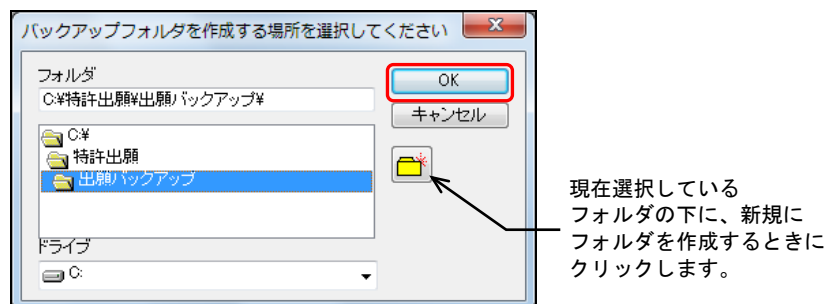 バックアップフォルダを作成する場所を選択してください
フォルダ
C:¥特許出願¥出願バックアップ¥
OK
キャンセル
C:¥
特許出願
出願バックアップ
現在選択している
フォルダの下に、新規に
フォルダを作成するときに
クリックします。
ドライブ
C: